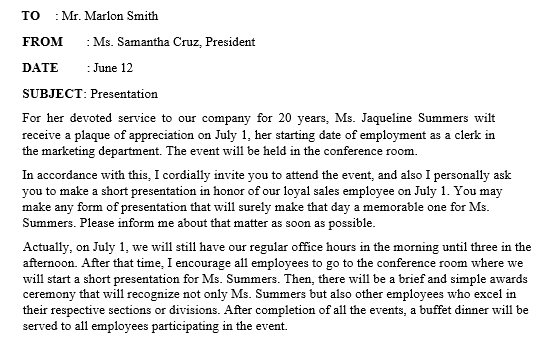 TO : Mr. Marlon Smith
FROM : Ms. Samantha Cruz, President
DATE : June 12
SUBJECT: Presentation
For her devoted service to our company for 20 years, Ms. Jaqueline Summers wilt
receive a plaque of appreciation on July 1, her starting date of employment as a clerk in
the marketing department. The event will be held in the conference room.
In accordance with this, I cordially invite you to attend the event, and also I personally ask
you to make a short presentation in honor of our loyal sales employee on July 1. You may
make any form of presentation that will surely make that day a memorable one for Ms.
Summers. Please inform me about that matter as soon as possible.
Actually, on July 1, we will still have our regular office hours in the morning until three in the
afternoon. After that time, I encourage all employees to go to the conference room where we
will start a short presentation for Ms. Summers. Then, there will be a brief and simple awards
ceremony that will recognize not only Ms. Summers but also other employees who excel in
their respective sections or divisions. After completion of all the events, a buffet dinner will be
served to all employees participating in the event.